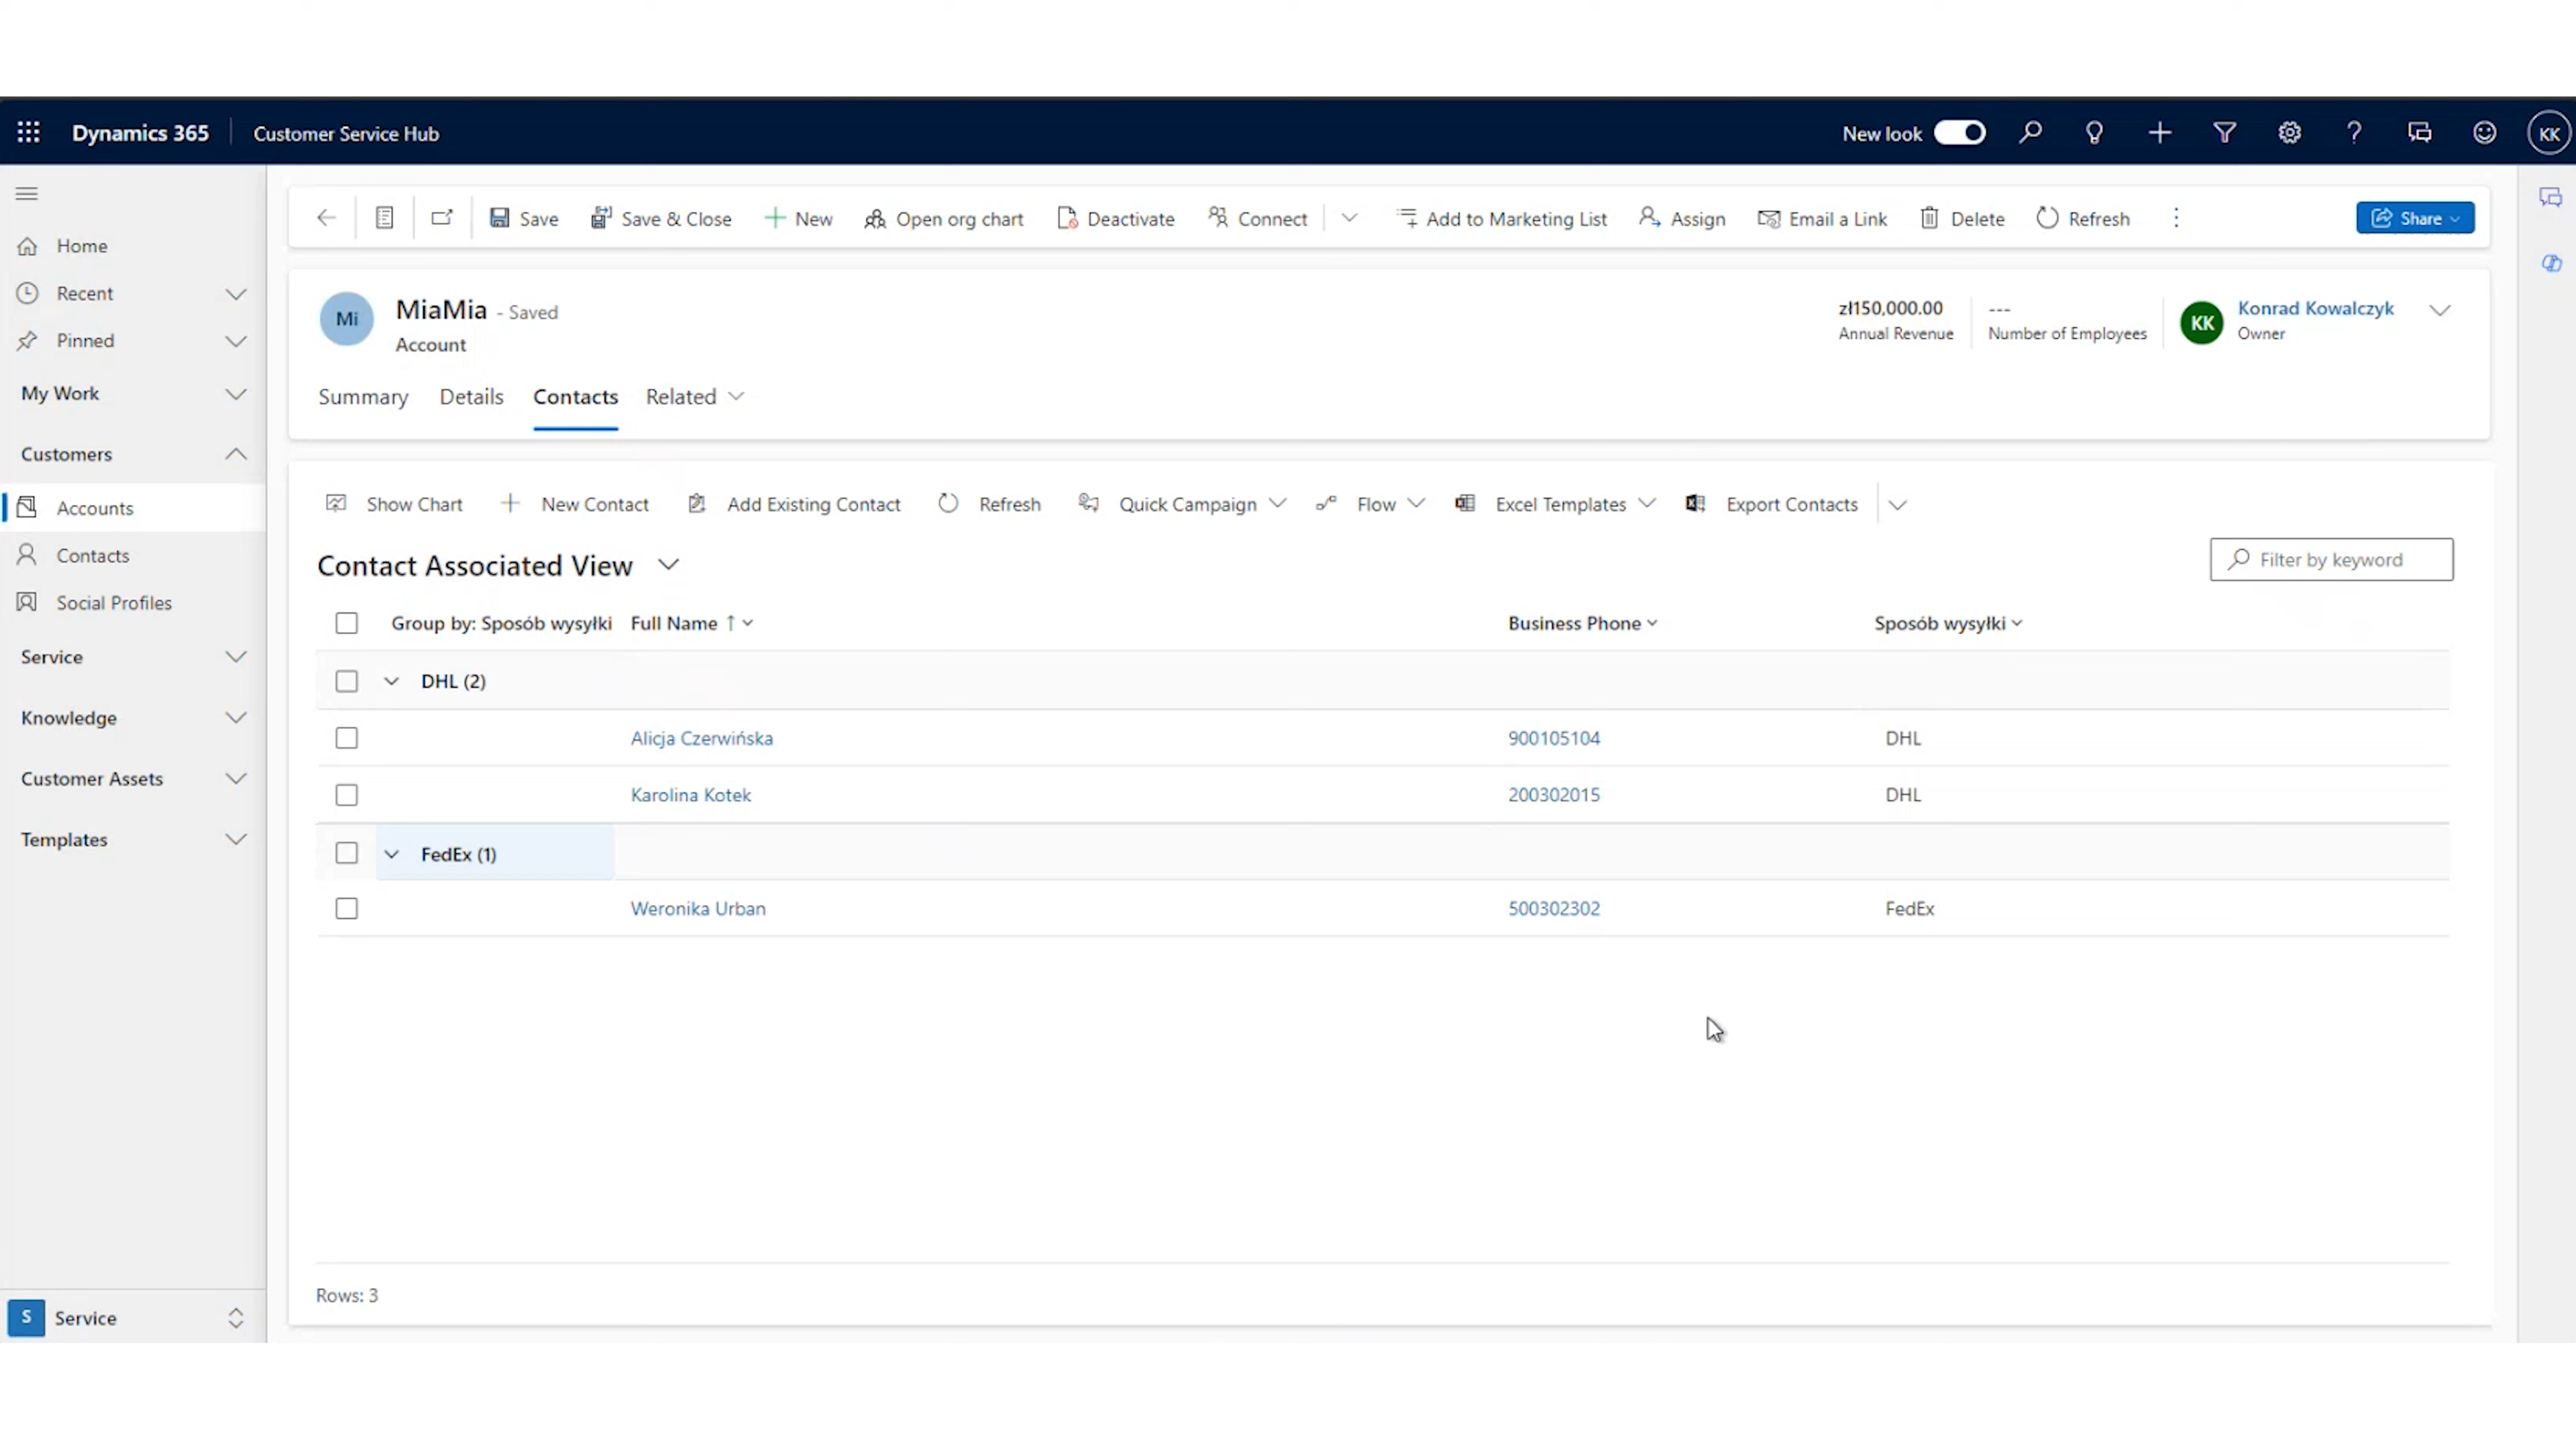 Dynamics 365 Customer Service Hub New look KK
Save Save & Close New Open org chart Deactivate Connect Add to Marketing List Assign Email a Link Delete Refresh Share
Home
Recent
Pinned
My Work
Customers
Accounts
Contacts
Social Profiles
Service
Knowledge
Customer Assets
Templates
S Service
Mi MiaMia - Saved
Account
zł150,000.00
Annual Revenue
---
Number of Employees
KK Konrad Kowalczyk
Owner
Summary Details Contacts Related
Show Chart New Contact Add Existing Contact Refresh Quick Campaign Flow Excel Templates Export Contacts
Contact Associated View
Filter by keyword
Group by: Sposób wysyłki Full Name ↑ Business Phone Sposób wysyłki
DHL (2)
Alicja Czerwińska 900105104 DHL
Karolina Kotek 200302015 DHL
FedEx (1)
Weronika Urban 500302302 FedEx
Rows: 3